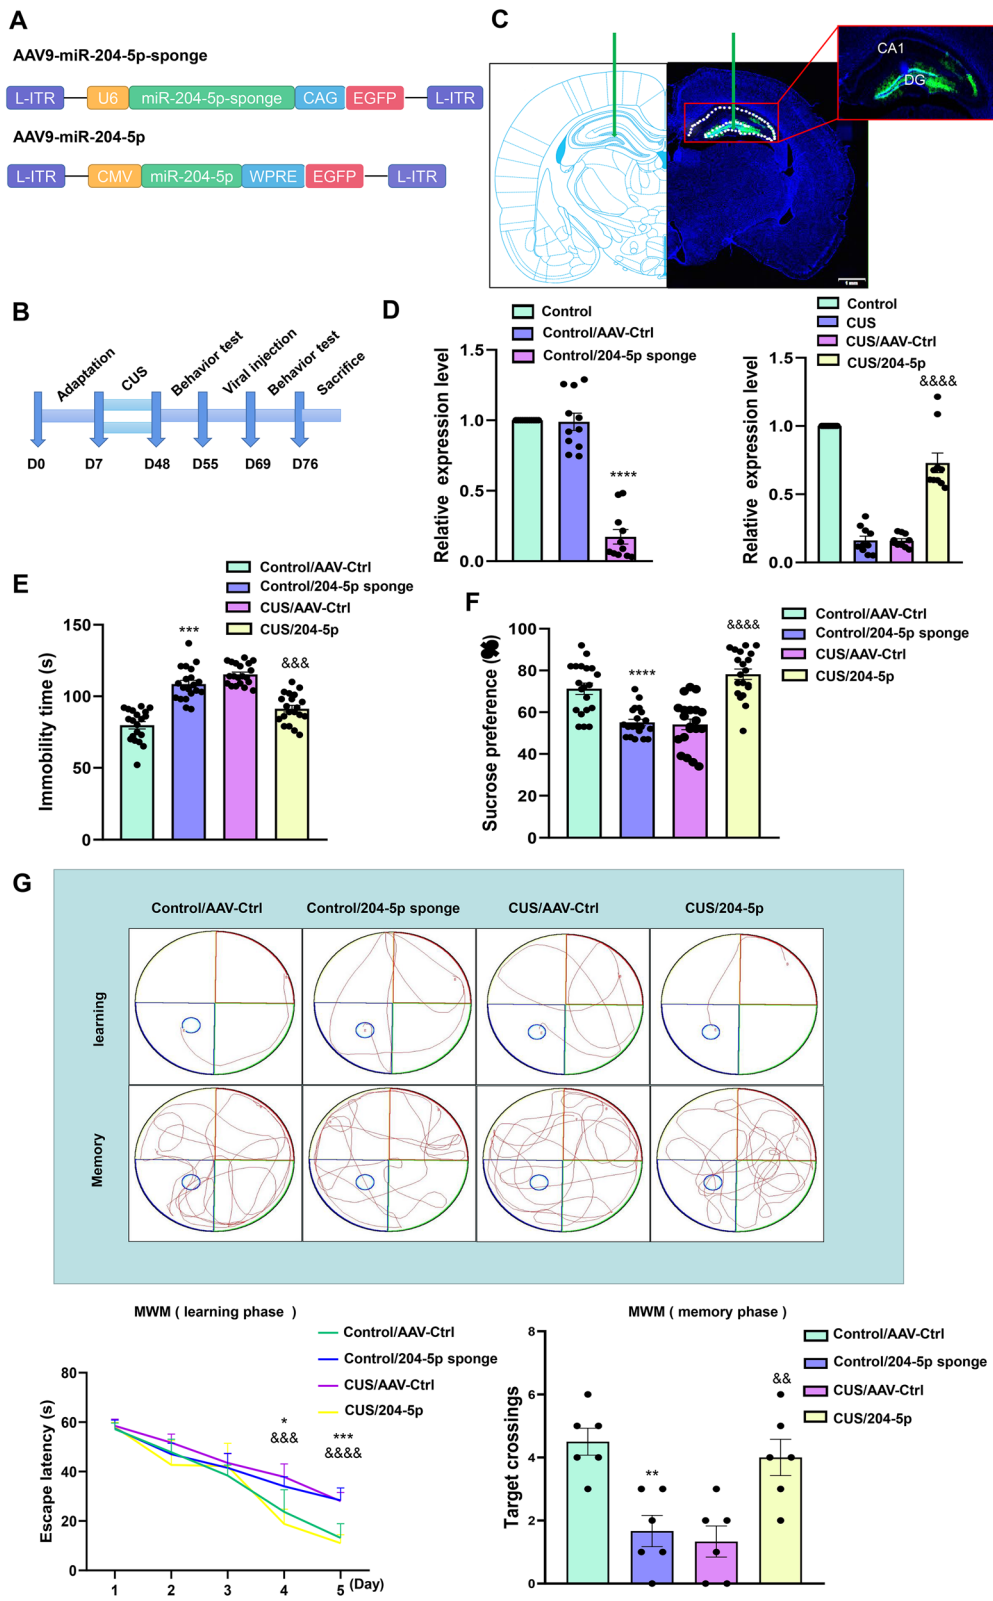 A
AAV9-miR-204-5p-sponge
L-ITR U6 miR-204-5p-sponge CAG EGFP L-ITR
AAV9-miR-204-5p
L-ITR CMV miR-204-5p WPRE EGFP L-ITR
C
CA1
DG
1 mm
B
Adaptation CUS Behavior test Viral injection Behavior test Sacrifice
D0 D7 D48 D55 D69 D76
D
Control
Control/AAV-Ctrl
Control/204-5p sponge
Relative expression level
1.5
1.0
0.5
0.0
****
Control
CUS
CUS/AAV-Ctrl
CUS/204-5p
Relative expression level
1.5
1.0
0.5
0.0
&&&&
E
Control/AAV-Ctrl
Control/204-5p sponge
CUS/AAV-Ctrl
CUS/204-5p
Immobility time (s)
150
100
50
0
***
&&&
F
Control/AAV-Ctrl
Control/204-5p sponge
CUS/AAV-Ctrl
CUS/204-5p
Sucrose preference (%)
100
80
60
40
20
0
****
&&&&
G
Control/AAV-Ctrl Control/204-5p sponge CUS/AAV-Ctrl CUS/204-5p
learning
Memory
MWM ( learning phase )
Control/AAV-Ctrl
Control/204-5p sponge
CUS/AAV-Ctrl
CUS/204-5p
Escape latency (s)
80
60
40
20
0
*
&&&
***
&&&&
1 2 3 4 5 (Day)
MWM ( memory phase )
Control/AAV-Ctrl
Control/204-5p sponge
CUS/AAV-Ctrl
CUS/204-5p
Target crossings
8
6
4
2
0
**
&&